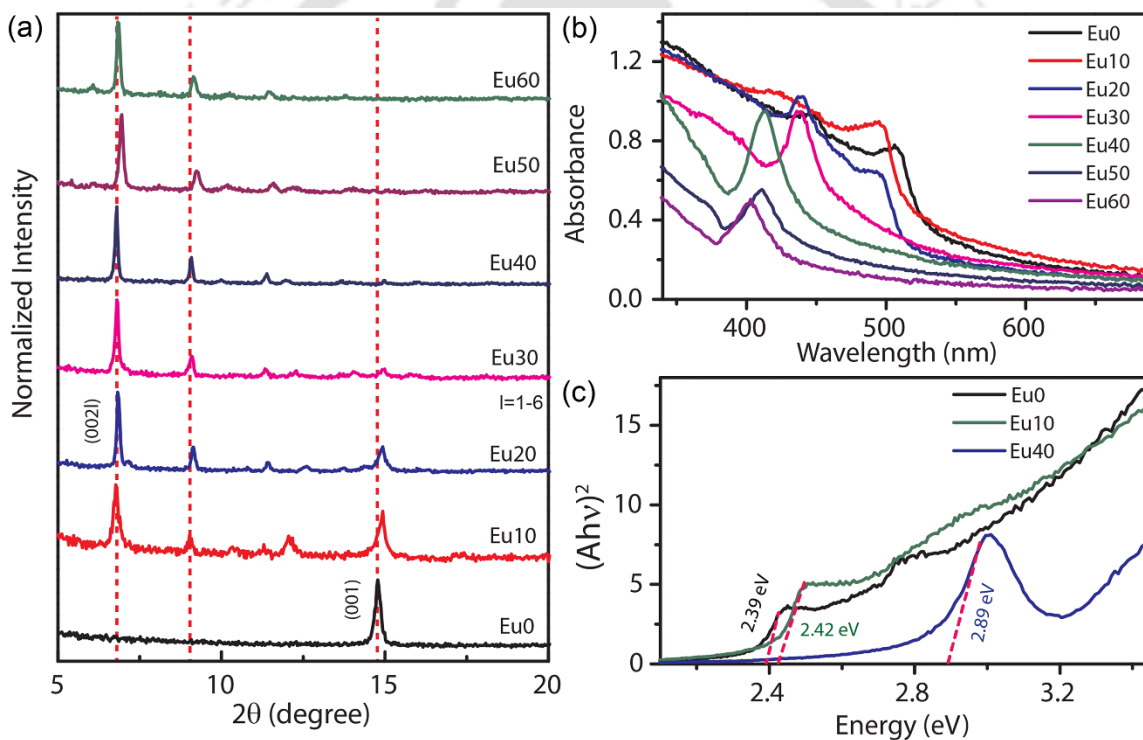 (a)
Normalized Intensity
Eu60
Eu50
Eu40
Eu30
l=1-6
(002l)
Eu20
Eu10
(001)
Eu0
5 10 15 20
2θ (degree)
(b)
Absorbance
1.2
0.8
0.4
0.0
Eu0
Eu10
Eu20
Eu30
Eu40
Eu50
Eu60
400 500 600
Wavelength (nm)
(c)
(Ahν)²
15
10
5
0
Eu0
Eu10
Eu40
2.39 eV
2.42 eV
2.89 eV
2.4 2.8 3.2
Energy (eV)